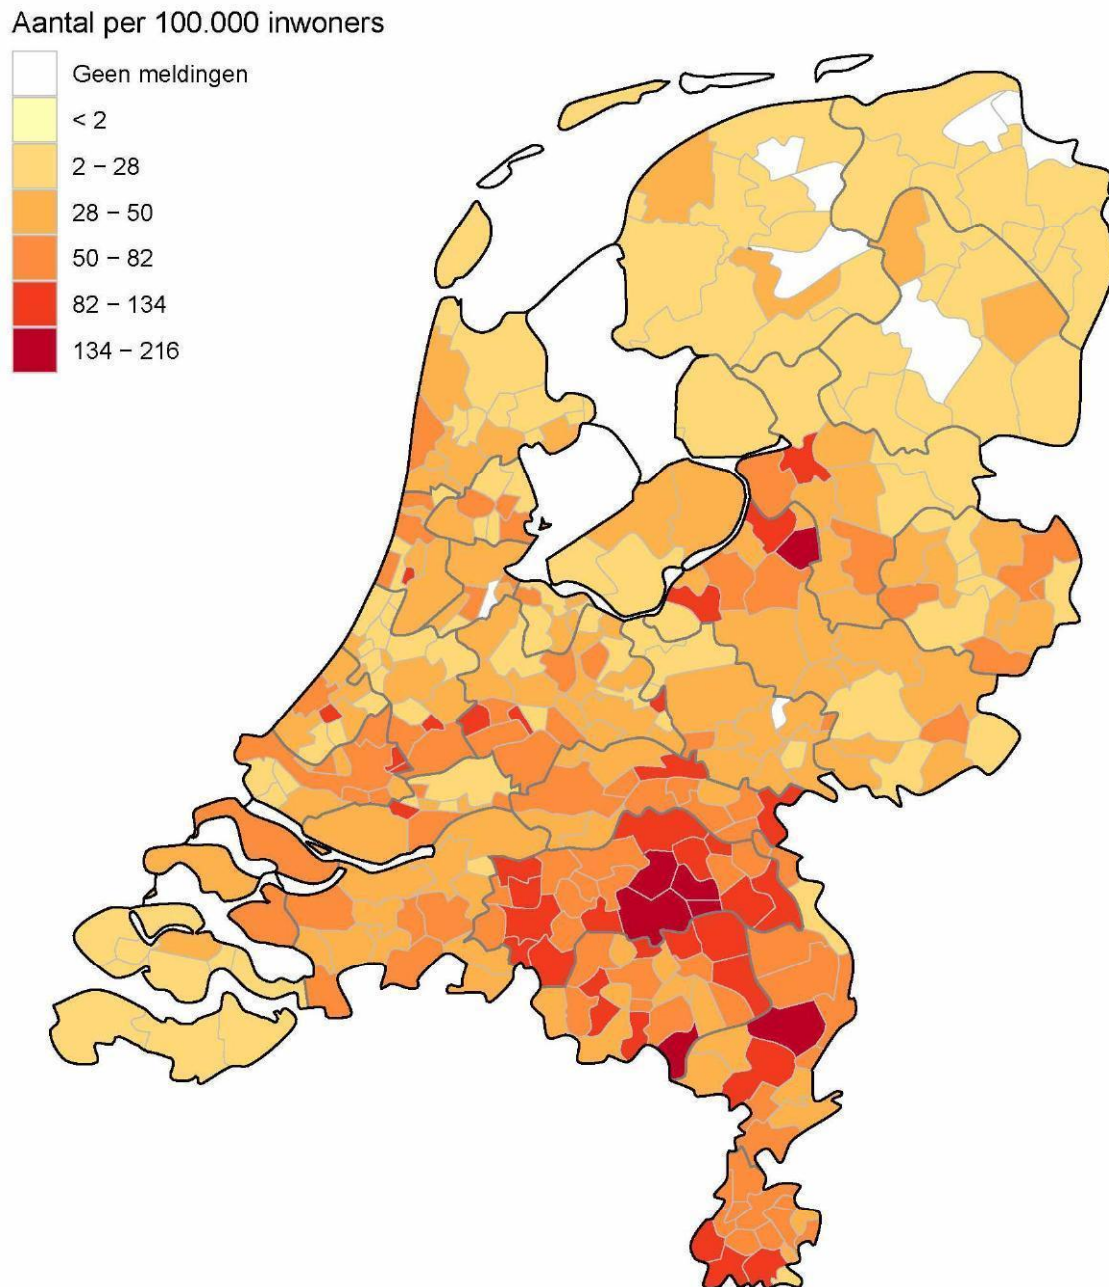 Aantal per 100.000 inwoners
Geen meldingen
< 2
2 – 28
28 – 50
50 – 82
82 – 134
134 – 216